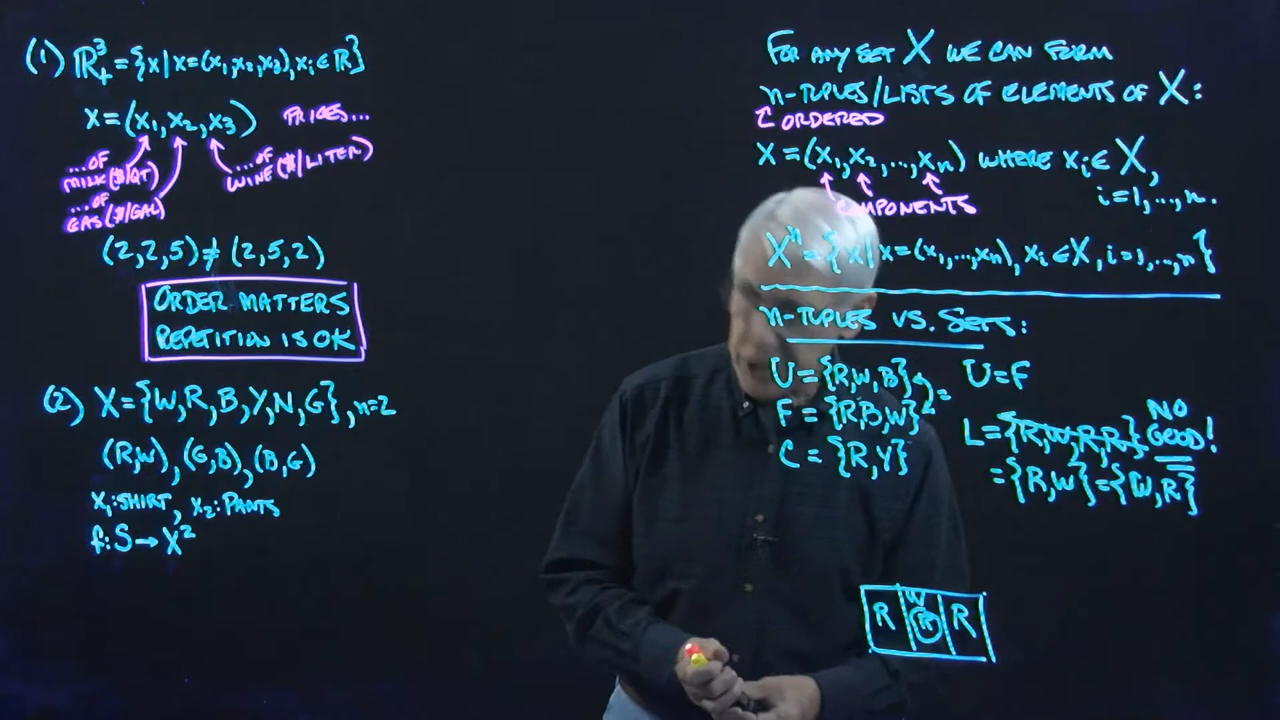 (1) ℝ³₊ = {x | x = (x₁, x₂, x₃), xᵢ ∈ ℝ}
x = (x₁, x₂, x₃) PRICES...
...OF MILK ($/QT)
...OF GAS ($/GAL)
...OF WINE ($/LITER)
(2,2,5) ≠ (2,5,2)
ORDER MATTERS
REPETITION IS OK
(2) X = {W, R, B, Y, N, G}, n=2
(R,W), (G,B), (B,G)
x₁: SHIRT, x₂: PANTS
f: S → X²
FOR ANY SET X WE CAN FORM
n-TUPLES/LISTS OF ELEMENTS OF X:
ORDERED
x = (x₁, x₂, ..., xₙ) WHERE xᵢ ∈ X,
i=1,...,n.
COMPONENTS
Xⁿ = {x | x = (x₁, ..., xₙ), xᵢ ∈ X, i=1,...,n}
n-TUPLES VS. SETS:
U = {R, W, B} = U = F
F = {R, B, W}
C = {R, Y}
L = {R, W, R, R} NO GOOD!
= {R, W} = {W, R}
W
R R R